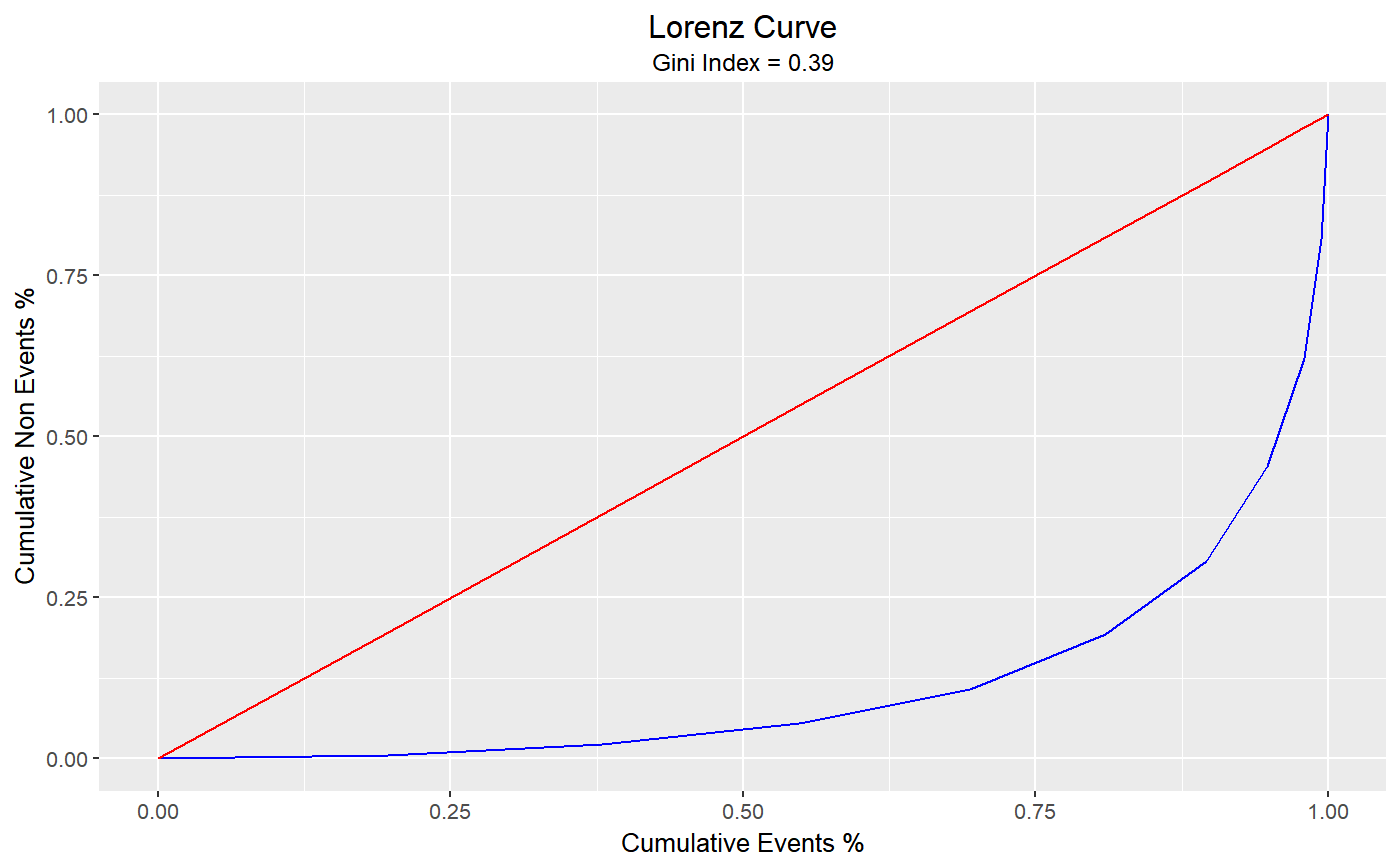 Lorenz Curve
Gini Index = 0.39
1.00
0.75
0.50
0.25
0.00
Cumulative Non Events %
0.00 0.25 0.50 0.75 1.00
Cumulative Events %